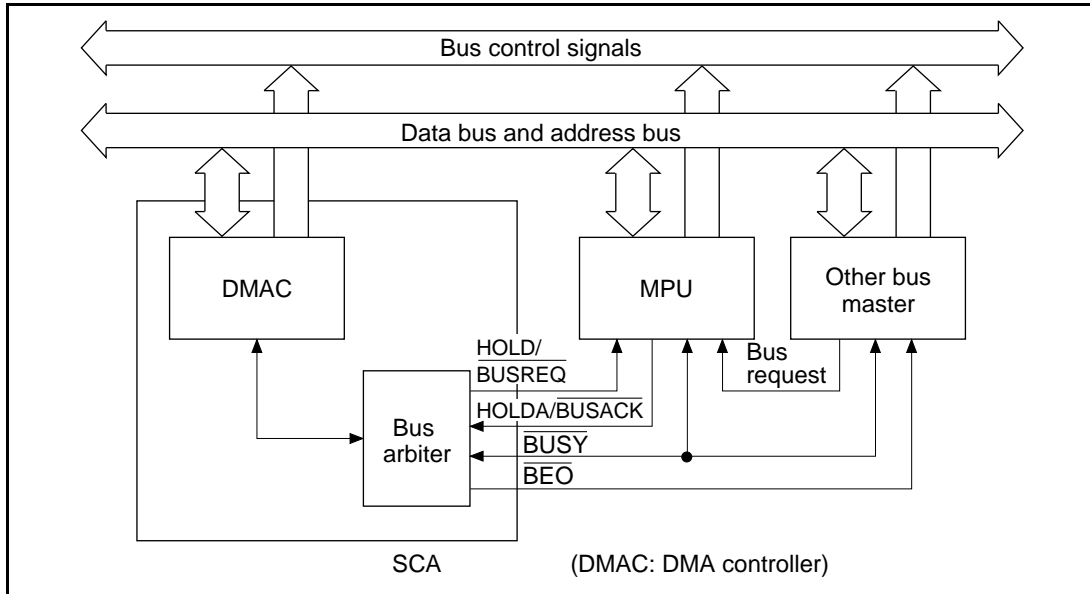 Bus control signals
Data bus and address bus
DMAC
MPU
Other bus
master
HOLD/
BUSREQ
Bus
request
HOLDA/BUSACK
Bus
arbiter
BUSY
BEO
SCA
(DMAC: DMA controller)